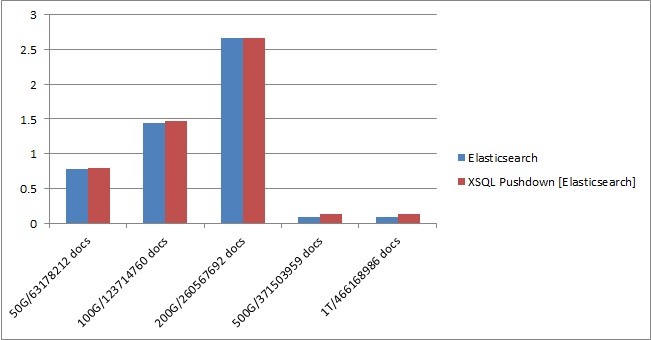 3
2.5
2
1.5
1
0.5
0
50G/63178212 docs
100G/123714760 docs
200G/260567692 docs
500G/371503959 docs
1T/466168986 docs
Elasticsearch
XSQL Pushdown [Elasticsearch]